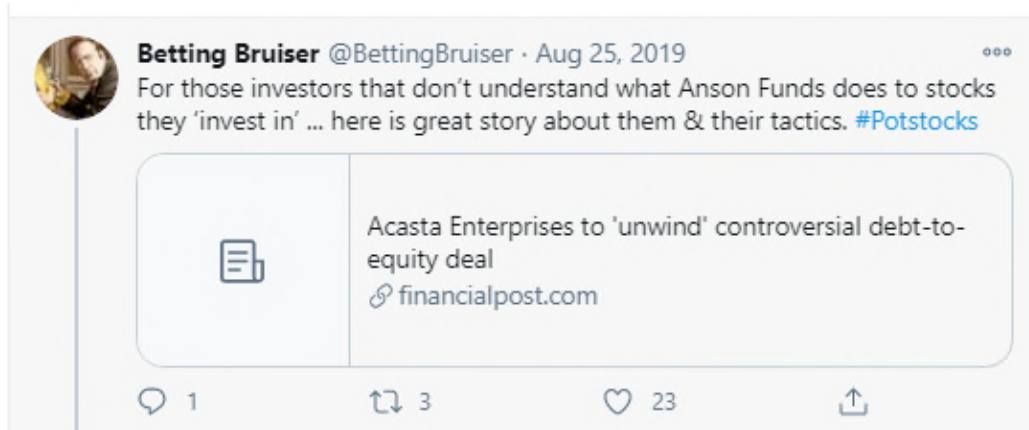 Betting Bruiser @BettingBruiser · Aug 25, 2019
For those investors that don’t understand what Anson Funds does to stocks
they ‘invest in’ ... here is great story about them & their tactics. #Potstocks
Acasta Enterprises to 'unwind' controversial debt-to-
equity deal
financialpost.com
1 3 23